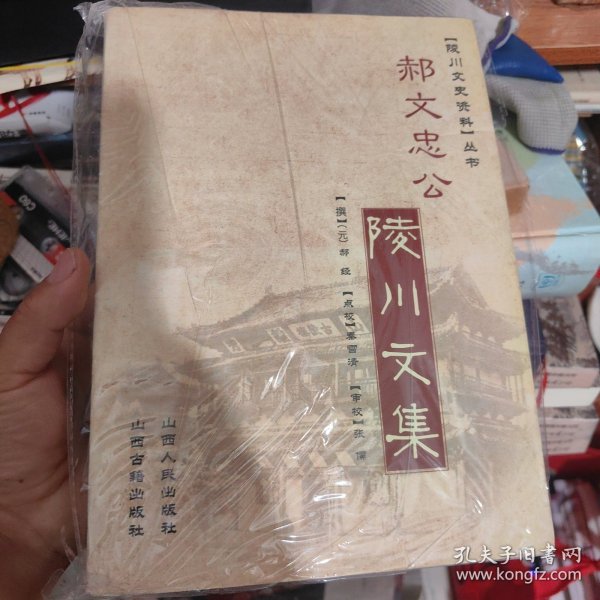 【陵川文史资料】丛书
郝文忠公
陵川文集
【撰】（元）郝经 【点校】秦雪清 【审校】张儒
山西人民出版社
山西古籍出版社
孔夫子旧书网
www.kongfz.com
C90